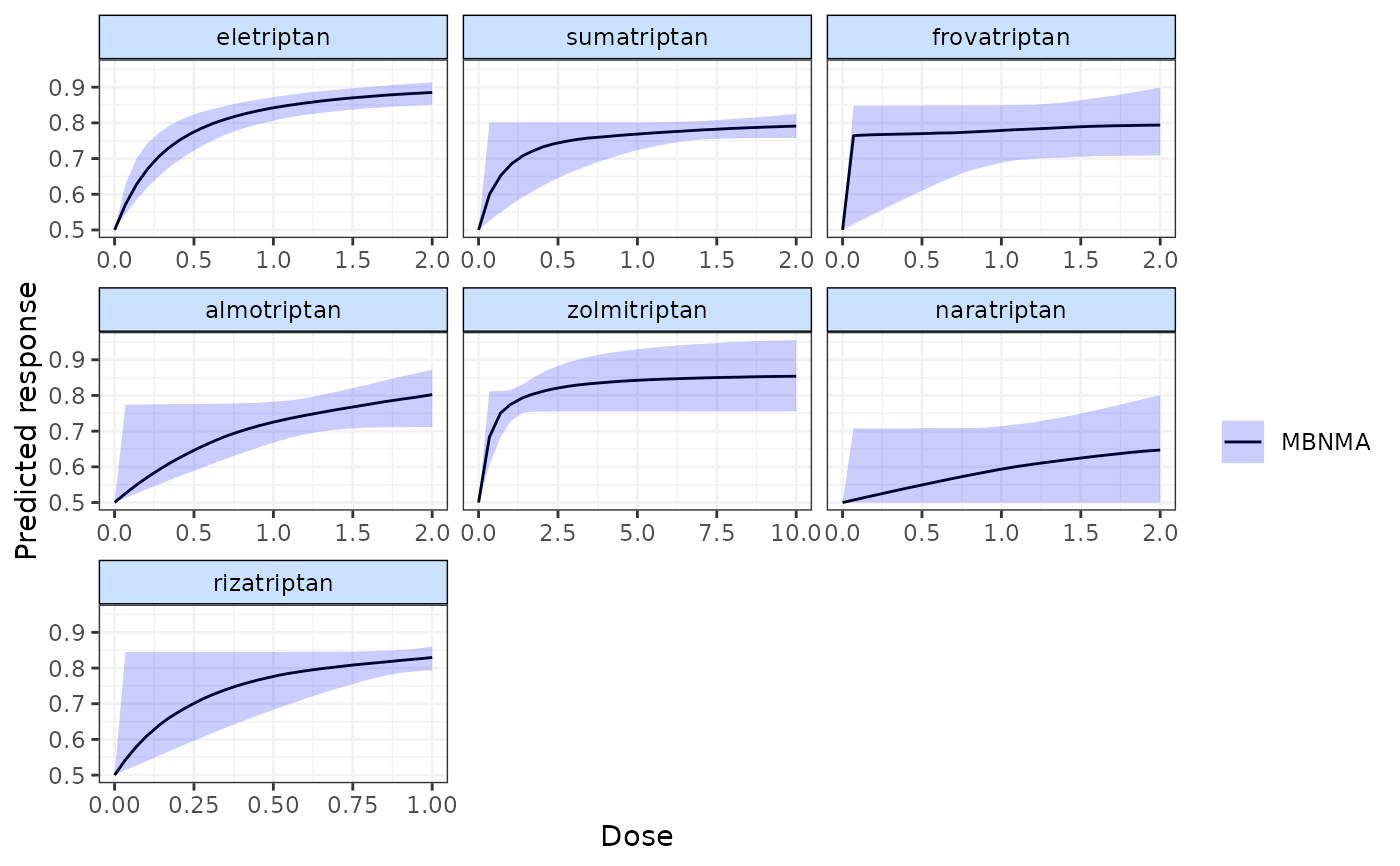 eletriptan sumatriptan frovatriptan
0.9
0.8
0.7
0.6
0.5
0.0 0.5 1.0 1.5 2.0 0.0 0.5 1.0 1.5 2.0 0.0 0.5 1.0 1.5 2.0
almotriptan zolmitriptan naratriptan
0.9
0.8
0.7
0.6
0.5
0.0 0.5 1.0 1.5 2.0 0.0 2.5 5.0 7.5 10.0 0.0 0.5 1.0 1.5 2.0
rizatriptan
0.9
0.8
0.7
0.6
0.5
0.00 0.25 0.50 0.75 1.00
Predicted response
Dose
MBNMA